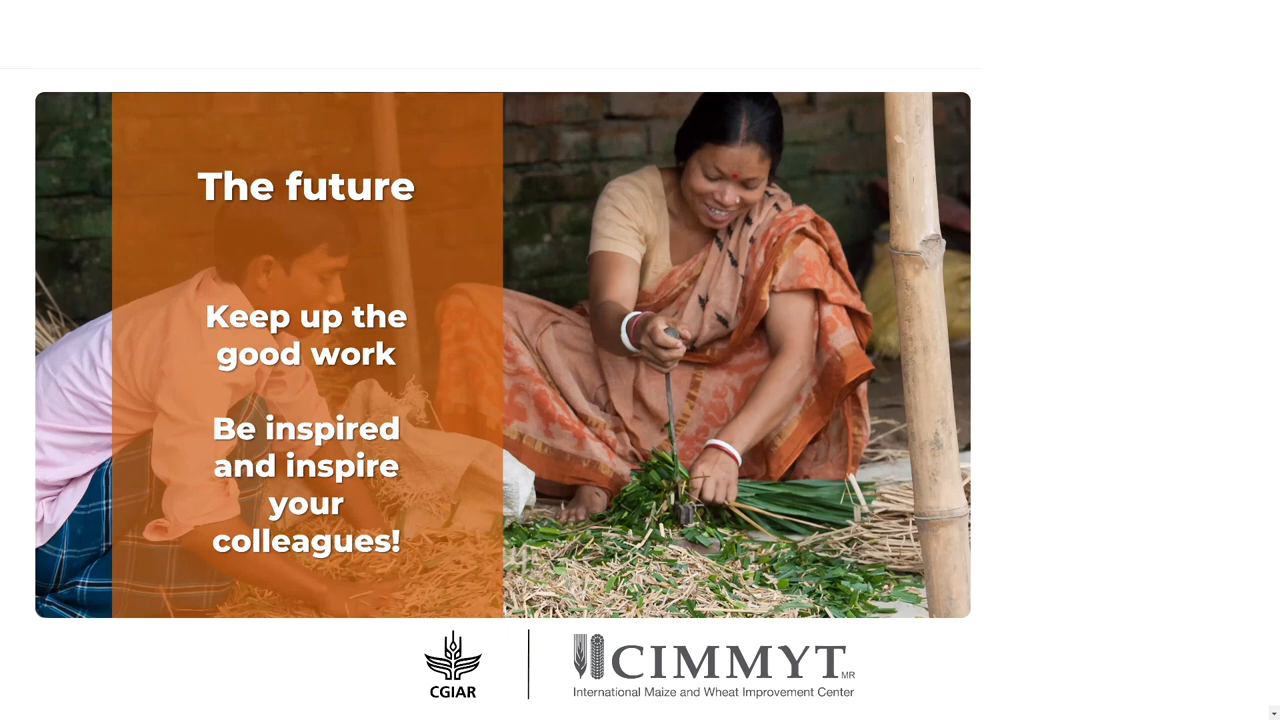 The future
Keep up the
good work
Be inspired
and inspire
your
colleagues!
CGIAR
CIMMYT MR
International Maize and Wheat Improvement Center